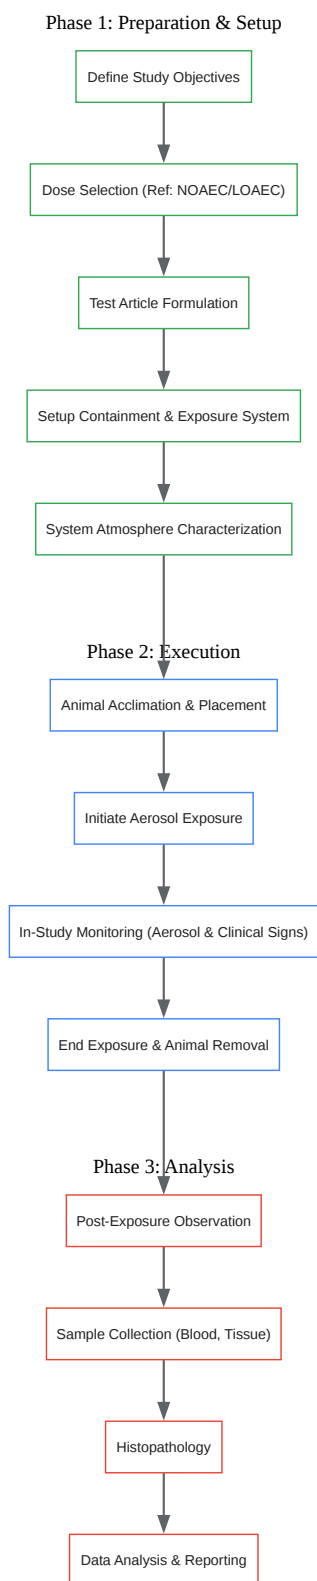 Phase 1: Preparation & Setup
Define Study Objectives
Dose Selection (Ref: NOAEC/LOAEC)
Test Article Formulation
Setup Containment & Exposure System
System Atmosphere Characterization
Phase 2: Execution
Animal Acclimation & Placement
Initiate Aerosol Exposure
In-Study Monitoring (Aerosol & Clinical Signs)
End Exposure & Animal Removal
Phase 3: Analysis
Post-Exposure Observation
Sample Collection (Blood, Tissue)
Histopathology
Data Analysis & Reporting